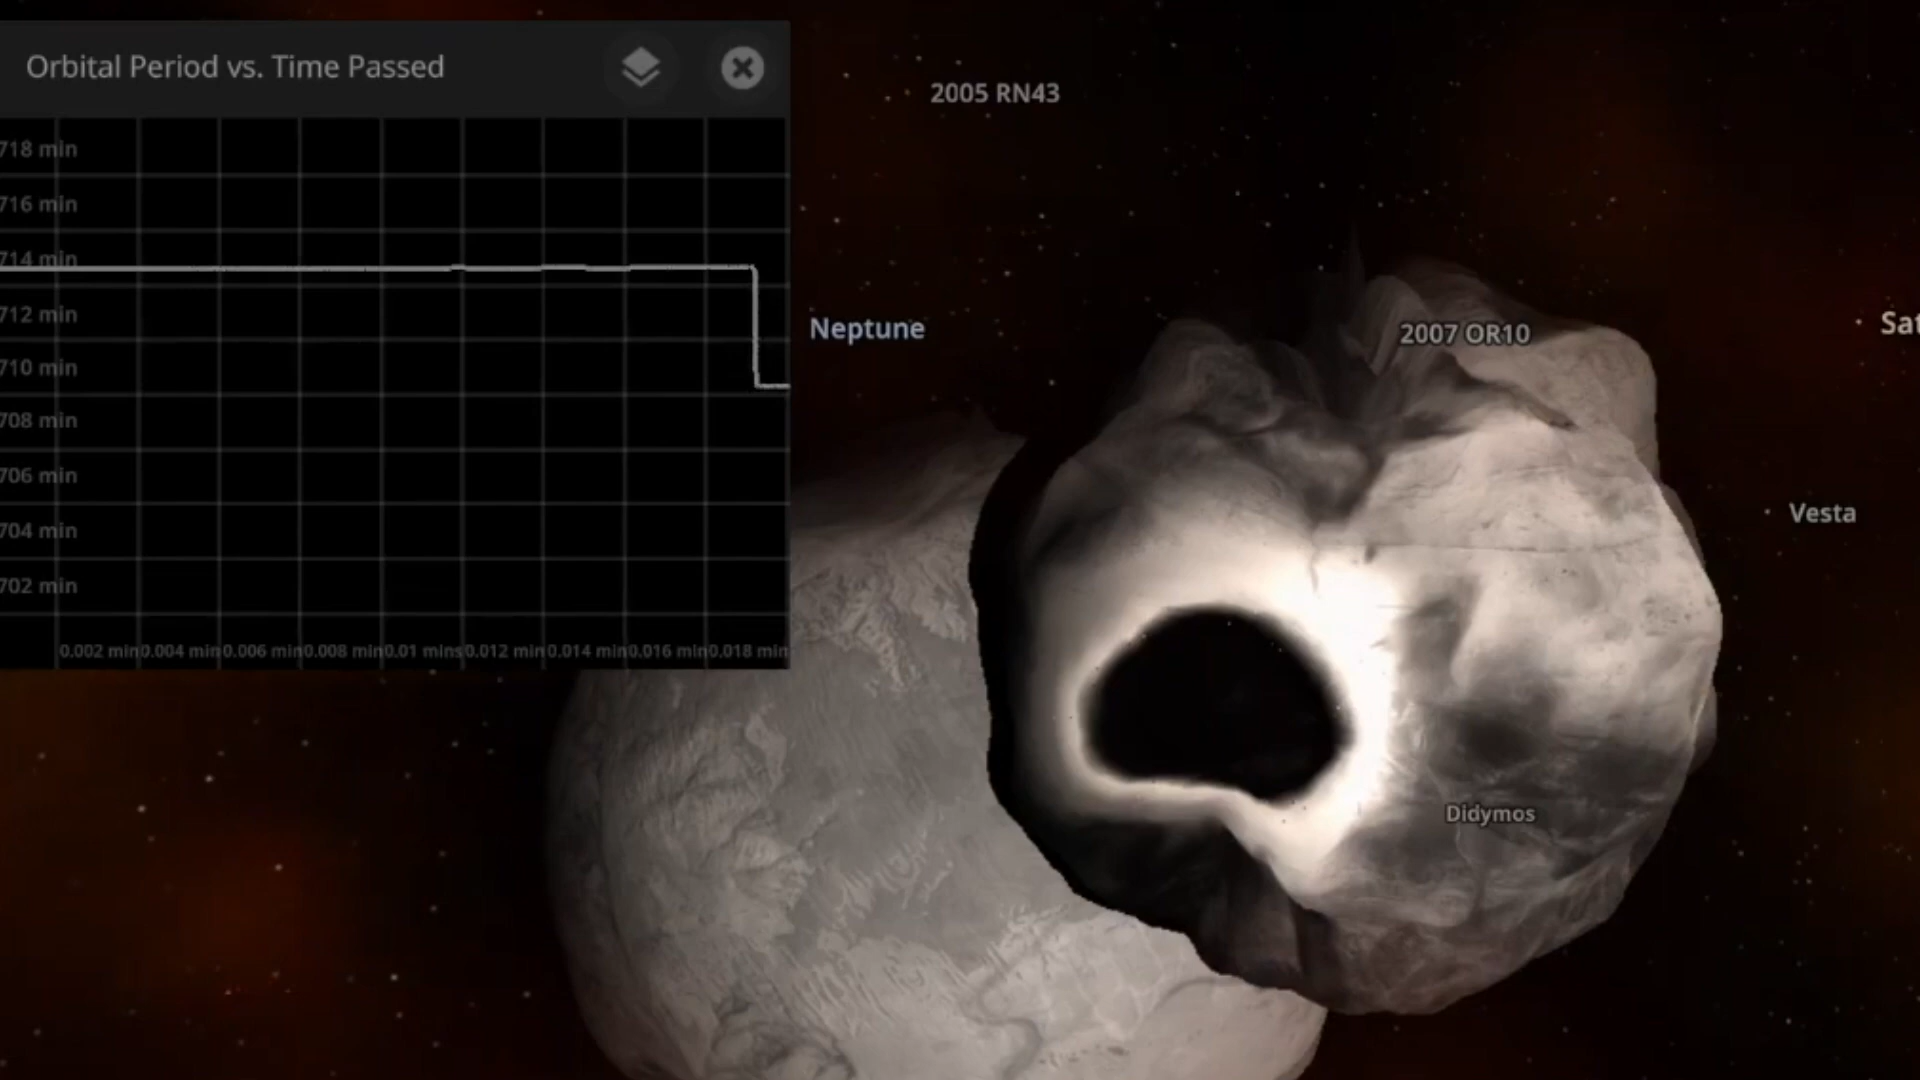 Orbital Period vs. Time Passed
718 min
716 min
714 min
712 min
710 min
708 min
706 min
704 min
702 min
0.002 min 0.004 min 0.006 min 0.008 min 0.01 mins 0.012 min 0.014 min 0.016 min 0.018 min
2005 RN43
Neptune
2007 OR10
Sat
Vesta
Didymos